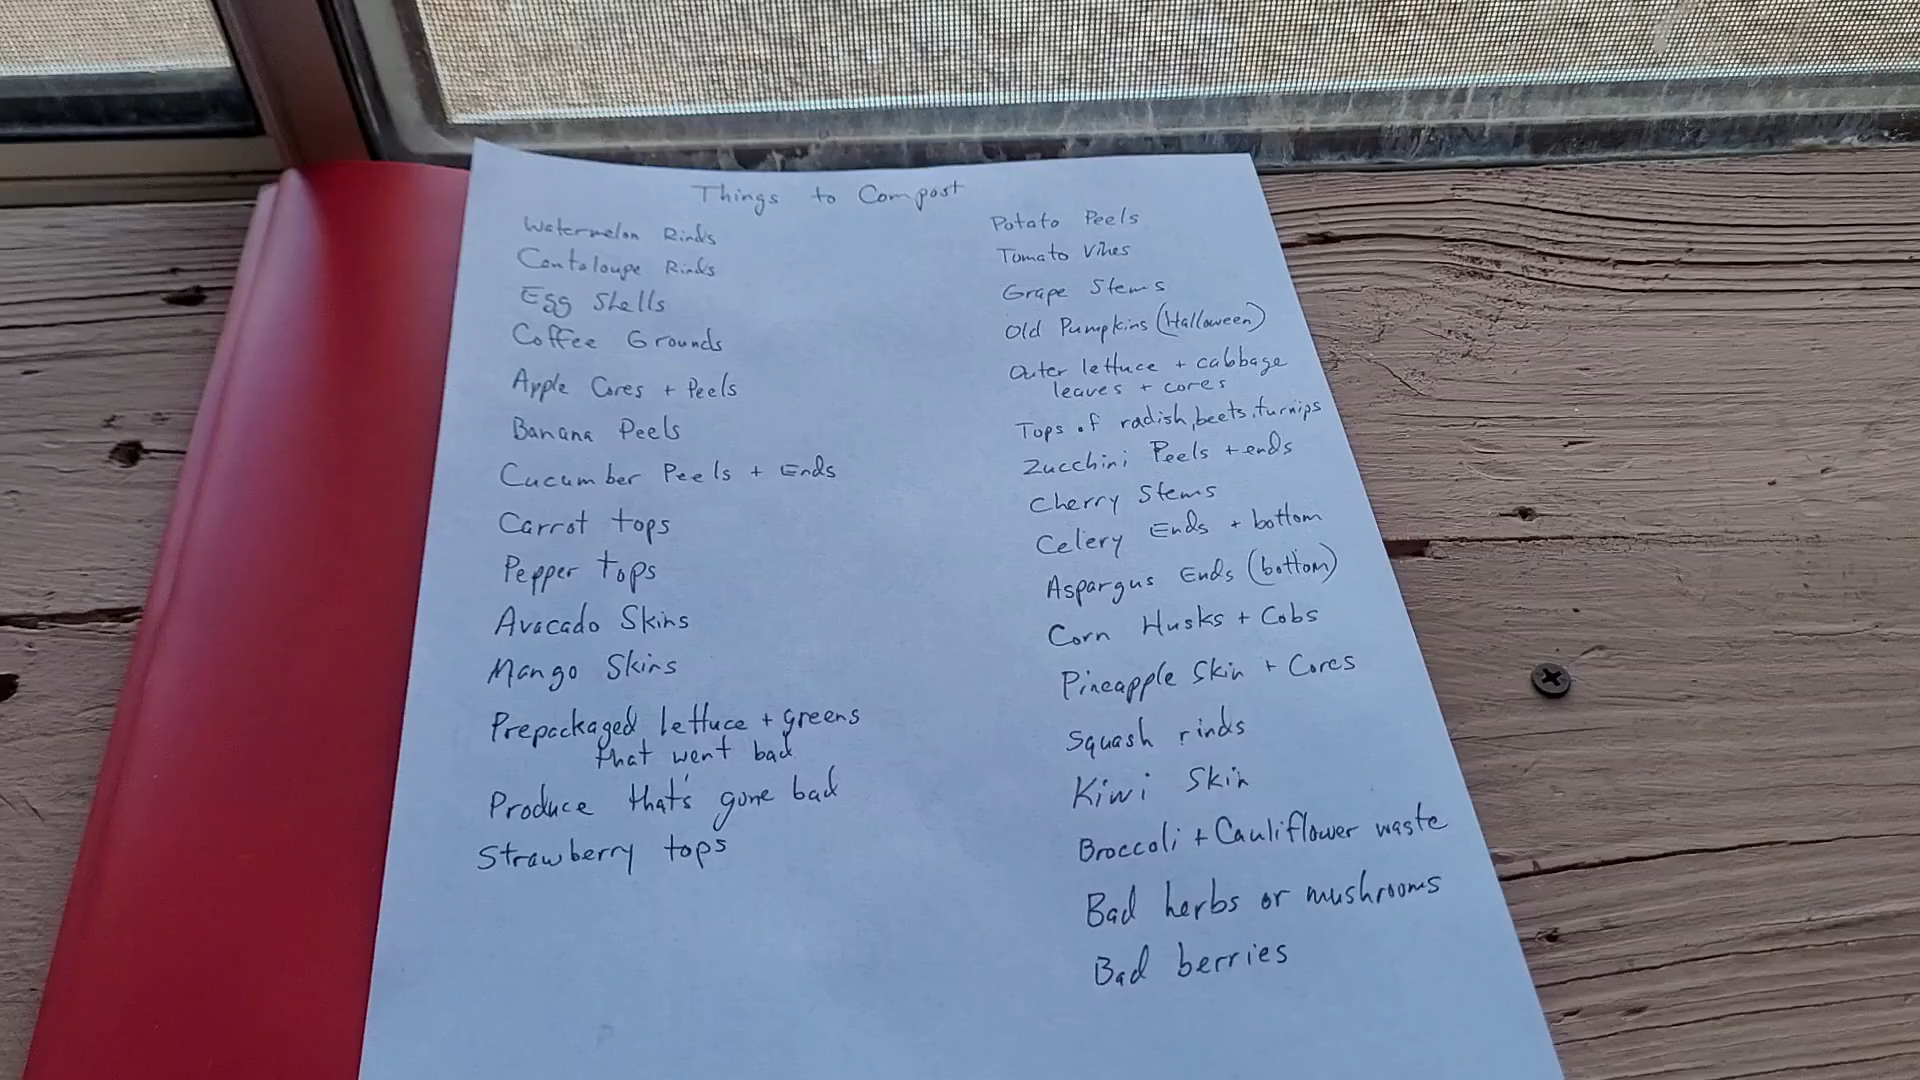 Things to Compost
Watermelon Rinds
Cantaloupe Rinds
Egg Shells
Coffee Grounds
Apple Cores + Peels
Banana Peels
Cucumber Peels + Ends
Carrot tops
Pepper tops
Avacado Skins
Mango Skins
Prepackaged lettuce + greens
that went bad
Produce that's gone bad
Strawberry tops
Potato Peels
Tomato Vines
Grape Stems
Old Pumpkins (Halloween)
Outer lettuce + cabbage
leaves + cores
Tops of radish, beets, turnips
Zucchini Peels + ends
Cherry Stems
Celery Ends + bottom
Aspargus Ends (bottom)
Corn Husks + Cobs
Pineapple Skin + Cores
Squash rinds
Kiwi Skin
Broccoli + Cauliflower waste
Bad herbs or mushrooms
Bad berries